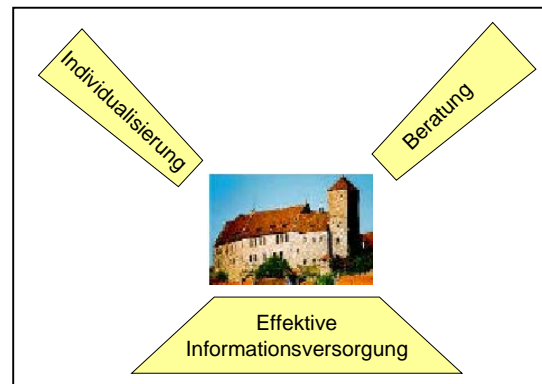 Individualisierung
Beratung
Effektive
Informationsversorgung